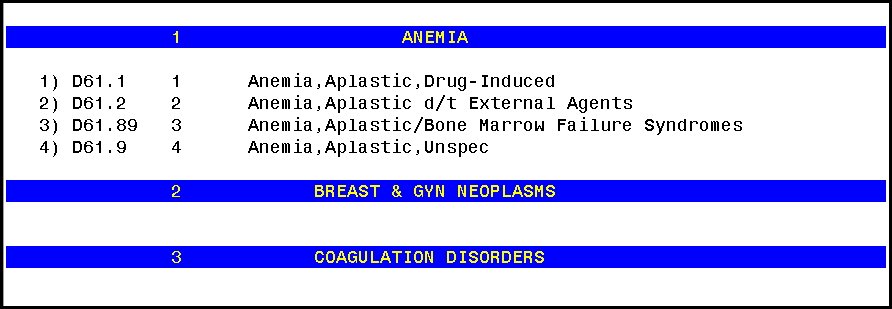 1 ANEMIA
1) D61.1 1 Anemia,Aplastic,Drug-Induced
2) D61.2 2 Anemia,Aplastic d/t External Agents
3) D61.89 3 Anemia,Aplastic/Bone Marrow Failure Syndromes
4) D61.9 4 Anemia,Aplastic,Unspec
2 BREAST & GYN NEOPLASMS
3 COAGULATION DISORDERS